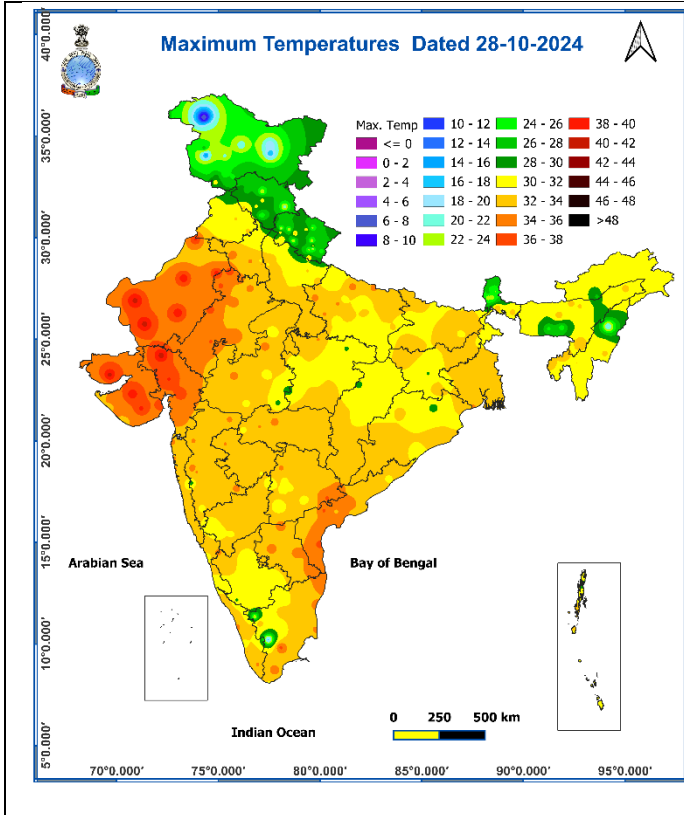 Maximum Temperatures Dated 28-10-2024
Max. Temp
<= 0
0 - 2
2 - 4
4 - 6
6 - 8
8 - 10
10 - 12
12 - 14
14 - 16
16 - 18
18 - 20
20 - 22
22 - 24
24 - 26
26 - 28
28 - 30
30 - 32
32 - 34
34 - 36
36 - 38
38 - 40
40 - 42
42 - 44
44 - 46
46 - 48
>48
40°0.000'
35°0.000'
30°0.000'
25°0.000'
20°0.000'
15°0.000'
10°0.000'
5°0.000'
Arabian Sea
Bay of Bengal
Indian Ocean
0 250 500 km
70°0.000' 75°0.000' 80°0.000' 85°0.000' 90°0.000' 95°0.000'